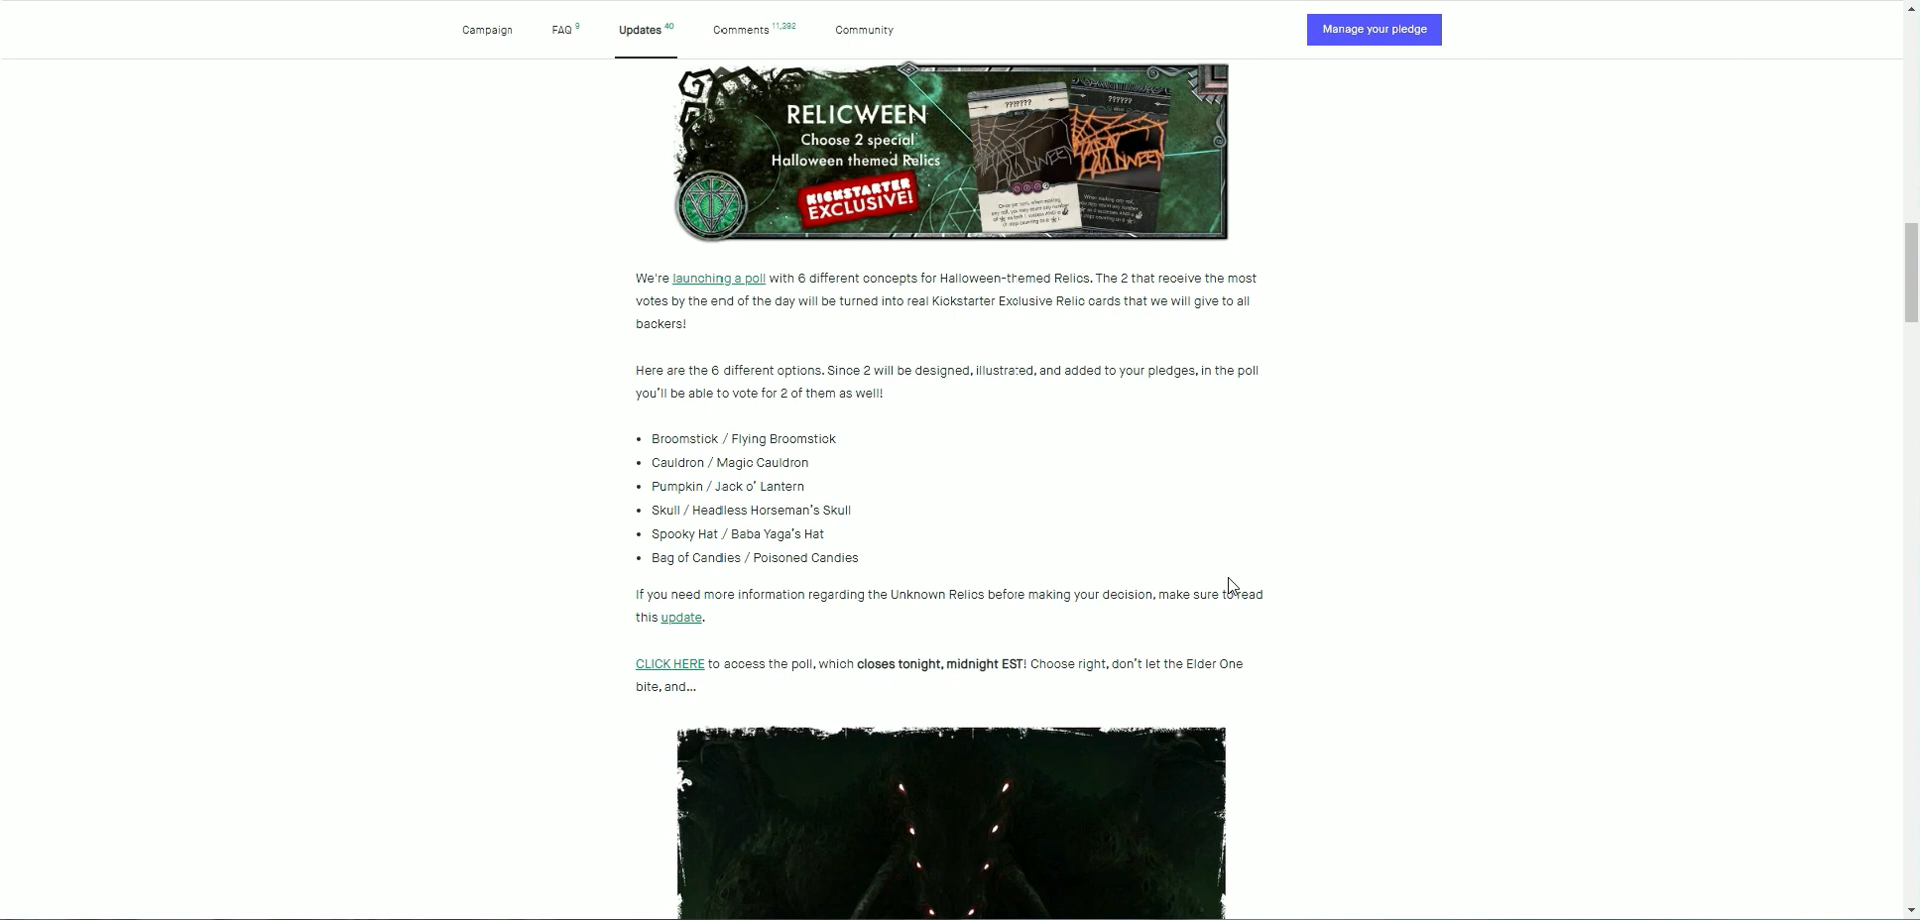 Campaign FAQ 9 Updates 40 Comments 11,392 Community Manage your pledge
RELICWEEN
Choose 2 special
Halloween themed Relics
KICKSTARTER
EXCLUSIVE!
???????
??????
We're launching a poll with 6 different concepts for Halloween-themed Relics. The 2 that receive the most
votes by the end of the day will be turned into real Kickstarter Exclusive Relic cards that we will give to all
backers!
Here are the 6 different options. Since 2 will be designed, illustrated, and added to your pledges, in the poll
you'll be able to vote for 2 of them as well!
• Broomstick / Flying Broomstick
• Cauldron / Magic Cauldron
• Pumpkin / Jack o' Lantern
• Skull / Headless Horseman's Skull
• Spooky Hat / Baba Yaga's Hat
• Bag of Candies / Poisoned Candies
If you need more information regarding the Unknown Relics before making your decision, make sure to read
this update.
CLICK HERE to access the poll, which closes tonight, midnight EST! Choose right, don't let the Elder One
bite, and...